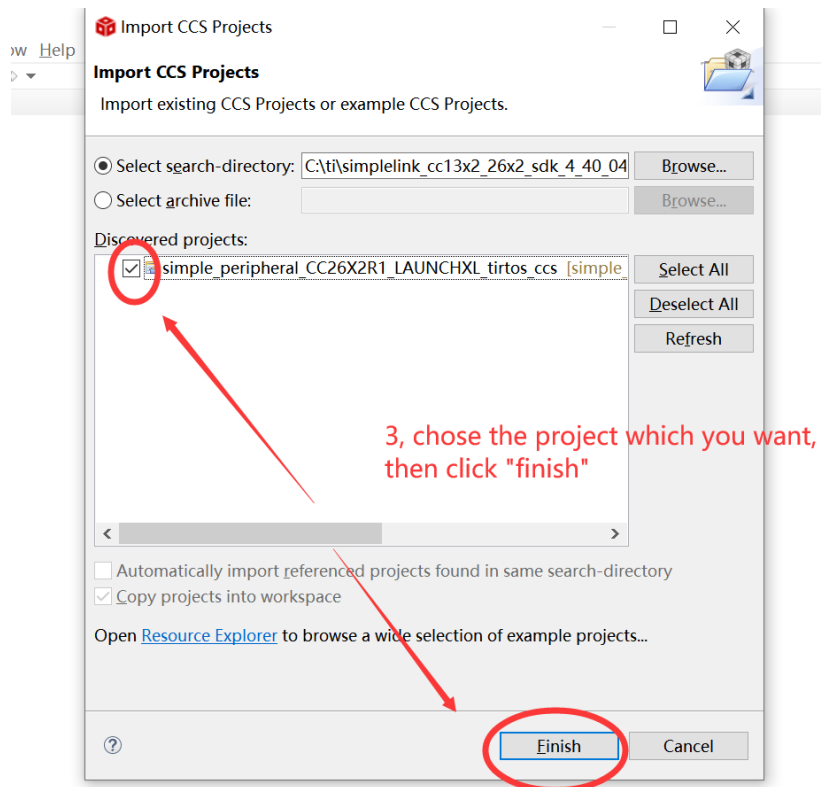 Import CCS Projects
ow Help
Import CCS Projects
Import existing CCS Projects or example CCS Projects.
Select search-directory: C:\ti\simplelink_cc13x2_26x2_sdk_4_40_04 Browse...
Select archive file: Browse...
Discovered projects:
simple_peripheral_CC26X2R1_LAUNCHXL_tirtos_ccs [simple_ Select All
Deselect All
Refresh
3, chose the project which you want,
then click "finish"
Automatically import referenced projects found in same search-directory
Copy projects into workspace
Open Resource Explorer to browse a wide selection of example projects...
? Finish Cancel